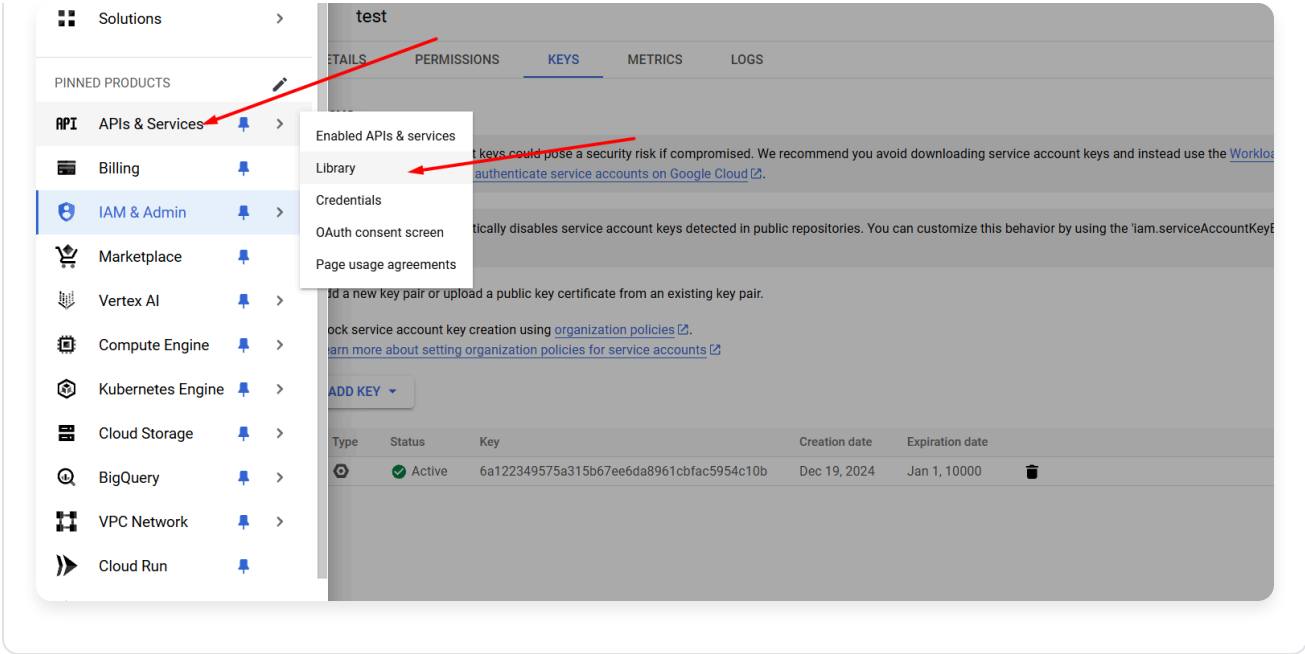 Solutions
PINNED PRODUCTS
API APIs & Services
Billing
IAM & Admin
Marketplace
Vertex AI
Compute Engine
Kubernetes Engine
Cloud Storage
BigQuery
VPC Network
Cloud Run
Enabled APIs & services
Library
Credentials
OAuth consent screen
Page usage agreements
test
ETAILS PERMISSIONS KEYS METRICS LOGS
t keys could pose a security risk if compromised. We recommend you avoid downloading service account keys and instead use the Workloa
authenticate service accounts on Google Cloud.
tically disables service account keys detected in public repositories. You can customize this behavior by using the 'iam.serviceAccountKeyE
dd a new key pair or upload a public key certificate from an existing key pair.
ock service account key creation using organization policies.
earn more about setting organization policies for service accounts
ADD KEY
Type Status Key Creation date Expiration date
Active 6a122349575a315b67ee6da8961cbfac5954c10b Dec 19, 2024 Jan 1, 10000